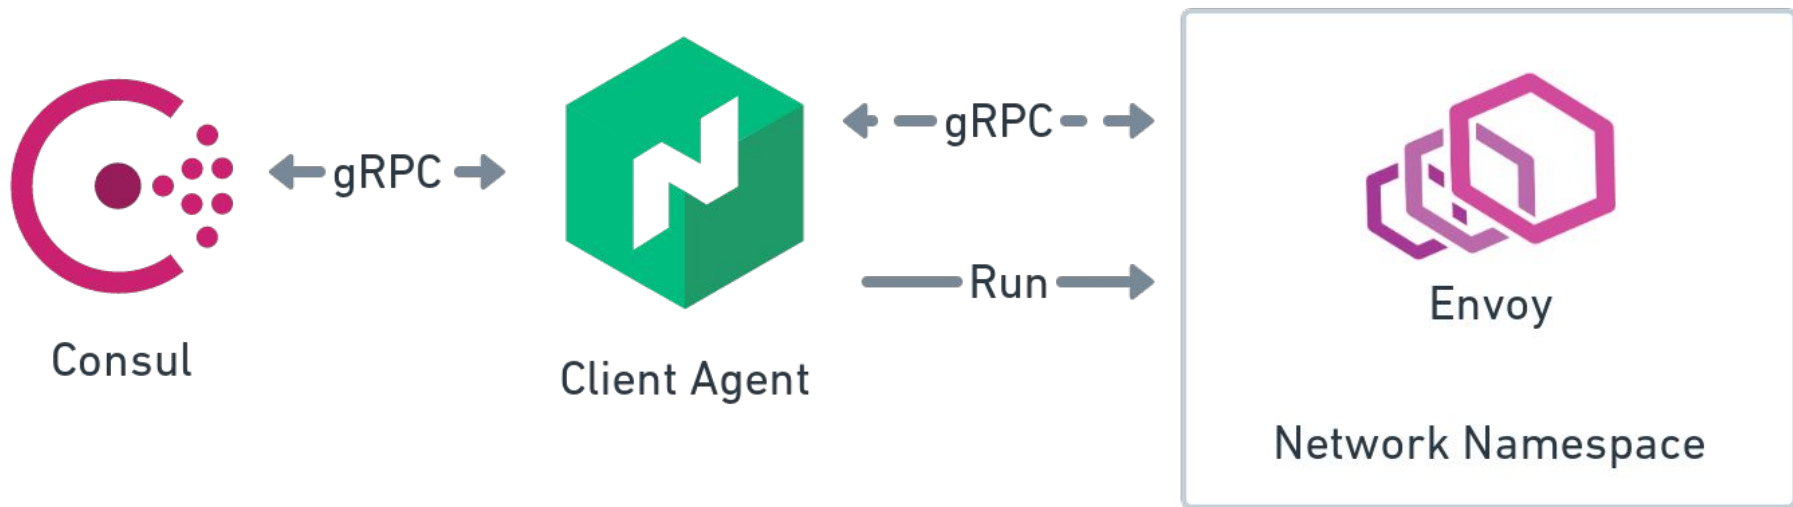 gRPC
gRPC
Run
Consul
Client Agent
Envoy
Network Namespace